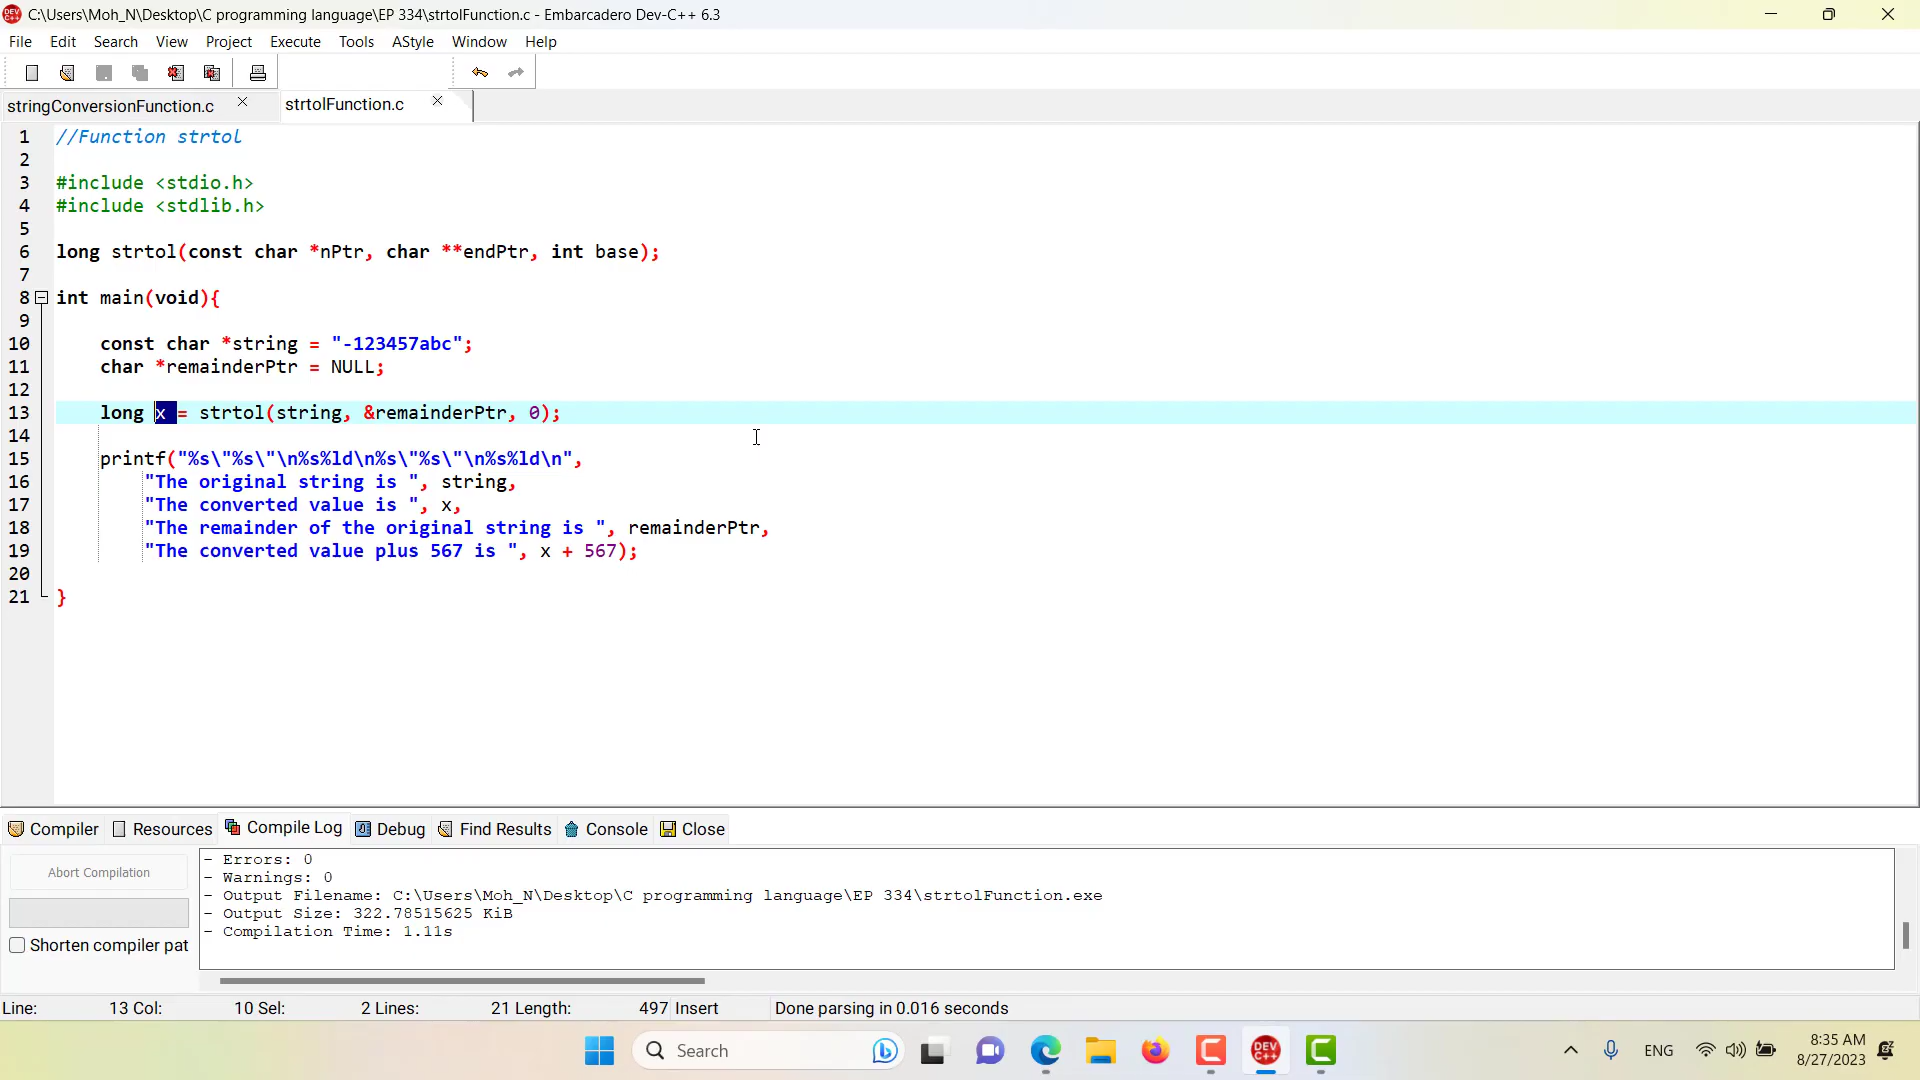 C:\Users\Moh_N\Desktop\C programming language\EP 334\strtolFunction.c - Embarcadero Dev-C++ 6.3
File Edit Search View Project Execute Tools AStyle Window Help
stringConversionFunction.c strtolFunction.c
1 //Function strtol
2
3 #include <stdio.h>
4 #include <stdlib.h>
5
6 long strtol(const char *nPtr, char **endPtr, int base);
7
8 int main(void){
9
10 const char *string = "-123457abc";
11 char *remainderPtr = NULL;
12
13 long x = strtol(string, &remainderPtr, 0);
14
15 printf("%s\"%s\"\n%s%ld\n%s\"%s\"\n%s%ld\n",
16 "The original string is ", string,
17 "The converted value is ", x,
18 "The remainder of the original string is ", remainderPtr,
19 "The converted value plus 567 is ", x + 567);
20
21 }
Compiler Resources Compile Log Debug Find Results Console Close
Abort Compilation
Shorten compiler pat
- Errors: 0
- Warnings: 0
- Output Filename: C:\Users\Moh_N\Desktop\C programming language\EP 334\strtolFunction.exe
- Output Size: 322.78515625 KiB
- Compilation Time: 1.11s
Line: 13 Col: 10 Sel: 2 Lines: 21 Length: 497 Insert Done parsing in 0.016 seconds
Search
DEV C++
ENG
8:35 AM
8/27/2023